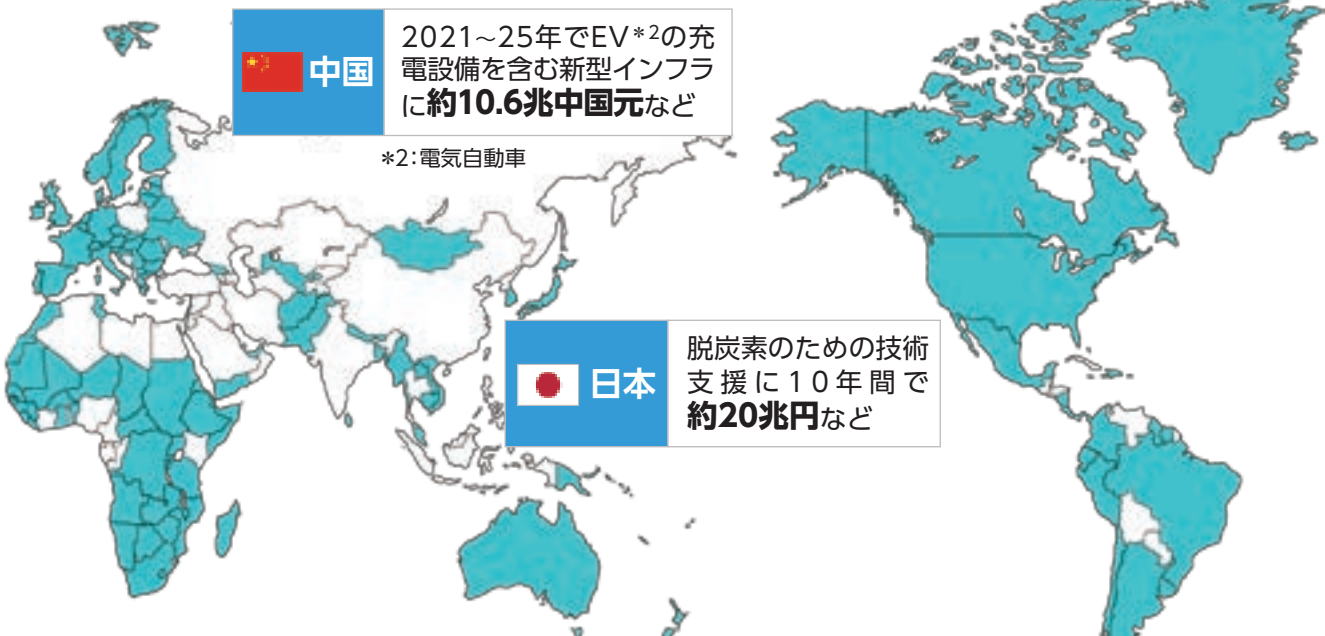 中国
2021~25年でEV*2の充
電設備を含む新型インフラ
に約10.6兆中国元など
*2:電気自動車
日本
脱炭素のための技術
支援に10年間で
約20兆円など